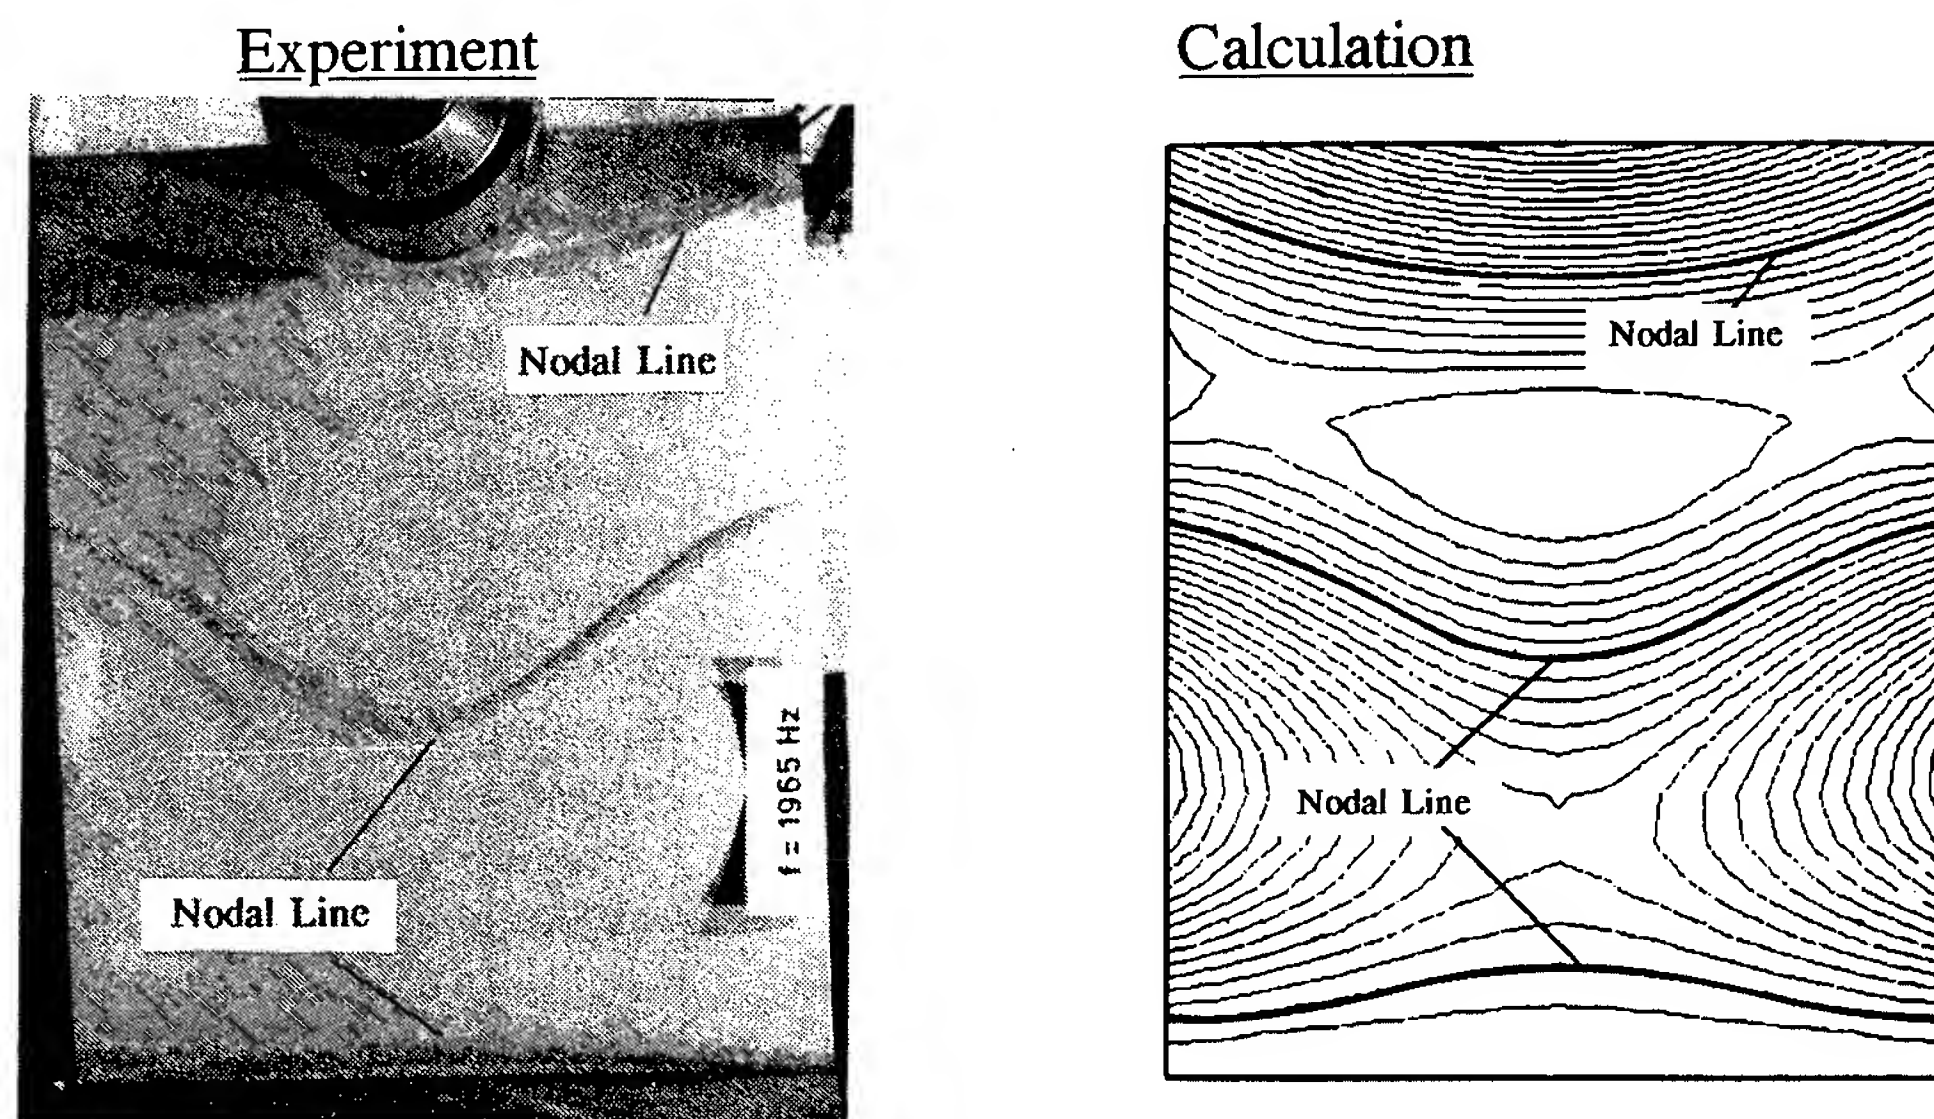 Experiment
Calculation
Nodal Line
Nodal Line
f = 1965 Hz
Nodal Line
Nodal Line